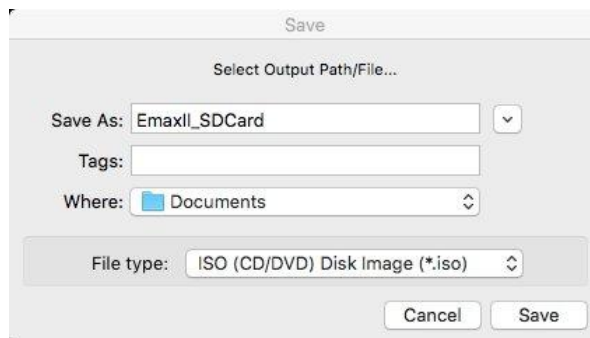 Save
Select Output Path/File...
Save As: EmaxII_SDCard
Tags:
Where: Documents
File type: ISO (CD/DVD) Disk Image (*.iso)
Cancel Save